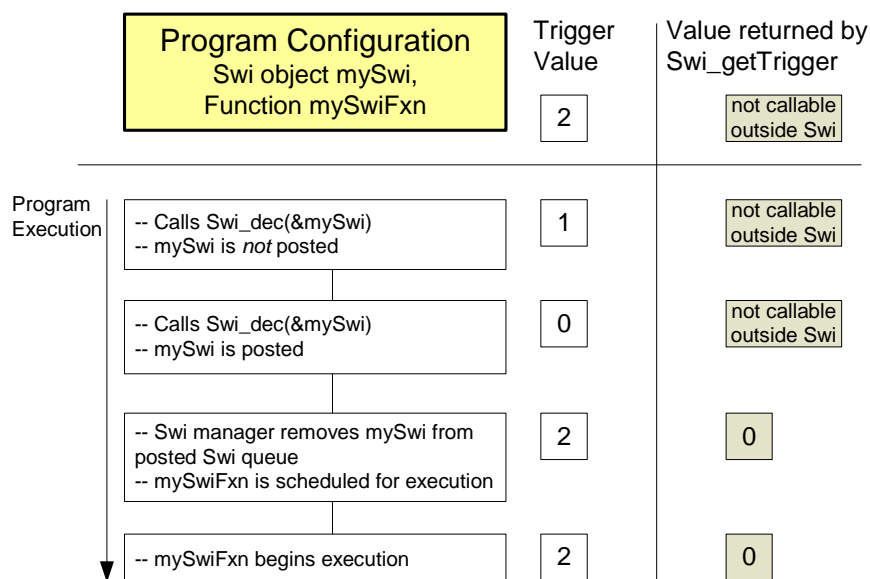 Program Configuration
Swi object mySwi,
Function mySwiFxn
Trigger
Value
Value returned by
Swi_getTrigger
2
not callable
outside Swi
Program
Execution
-- Calls Swi_dec(&mySwi)
-- mySwi is not posted
1
not callable
outside Swi
-- Calls Swi_dec(&mySwi)
-- mySwi is posted
0
not callable
outside Swi
-- Swi manager removes mySwi from
posted Swi queue
-- mySwiFxn is scheduled for execution
2
0
-- mySwiFxn begins execution
2
0